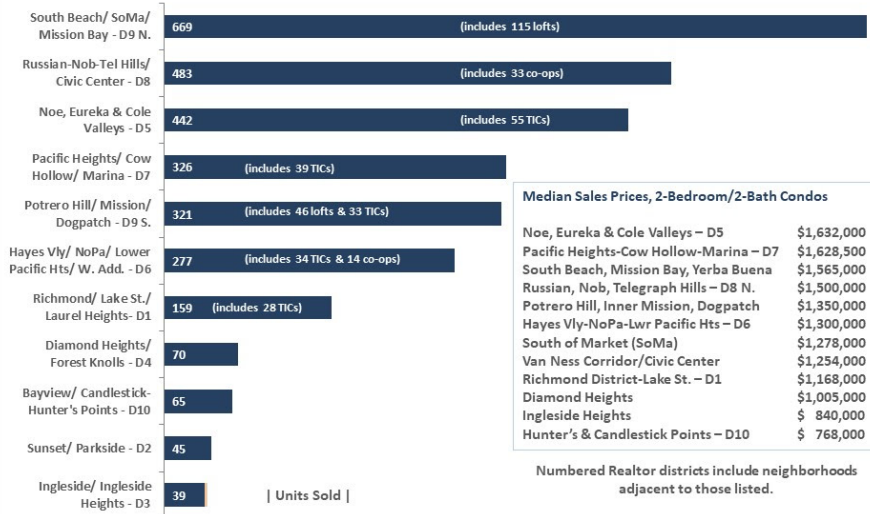 South Beach/ SoMa/
Mission Bay - D9 N.
669
(includes 115 lofts)
Russian-Nob-Tel Hills/
Civic Center - D8
483
(includes 33 co-ops)
Noe, Eureka & Cole
Valleys - D5
442
(includes 55 TICs)
Pacific Heights/ Cow
Hollow/ Marina - D7
326
(includes 39 TICs)
Potrero Hill/ Mission/
Dogpatch - D9 S.
321
(includes 46 lofts & 33 TICs)
Hayes Vly/ NoPa/ Lower
Pacific Hts/ W. Add. - D6
277
(includes 34 TICs & 14 co-ops)
Richmond/ Lake St./
Laurel Heights- D1
159
(includes 28 TICs)
Diamond Heights/
Forest Knolls - D4
70
Bayview/ Candlestick-
Hunter's Points - D10
65
Sunset/ Parkside - D2
45
Ingleside/ Ingleside
Heights - D3
39
| Units Sold |
Median Sales Prices, 2-Bedroom/2-Bath Condos
Noe, Eureka & Cole Valleys – D5 $1,632,000
Pacific Heights-Cow Hollow-Marina – D7 $1,628,500
South Beach, Mission Bay, Yerba Buena $1,565,000
Russian, Nob, Telegraph Hills – D8 N. $1,500,000
Potrero Hill, Inner Mission, Dogpatch $1,350,000
Hayes Vly-NoPa-Lwr Pacific Hts – D6 $1,300,000
South of Market (SoMa) $1,278,000
Van Ness Corridor/Civic Center $1,254,000
Richmond District-Lake St. – D1 $1,168,000
Diamond Heights $1,005,000
Ingleside Heights $ 840,000
Hunter's & Candlestick Points – D10 $ 768,000
Numbered Realtor districts include neighborhoods
adjacent to those listed.